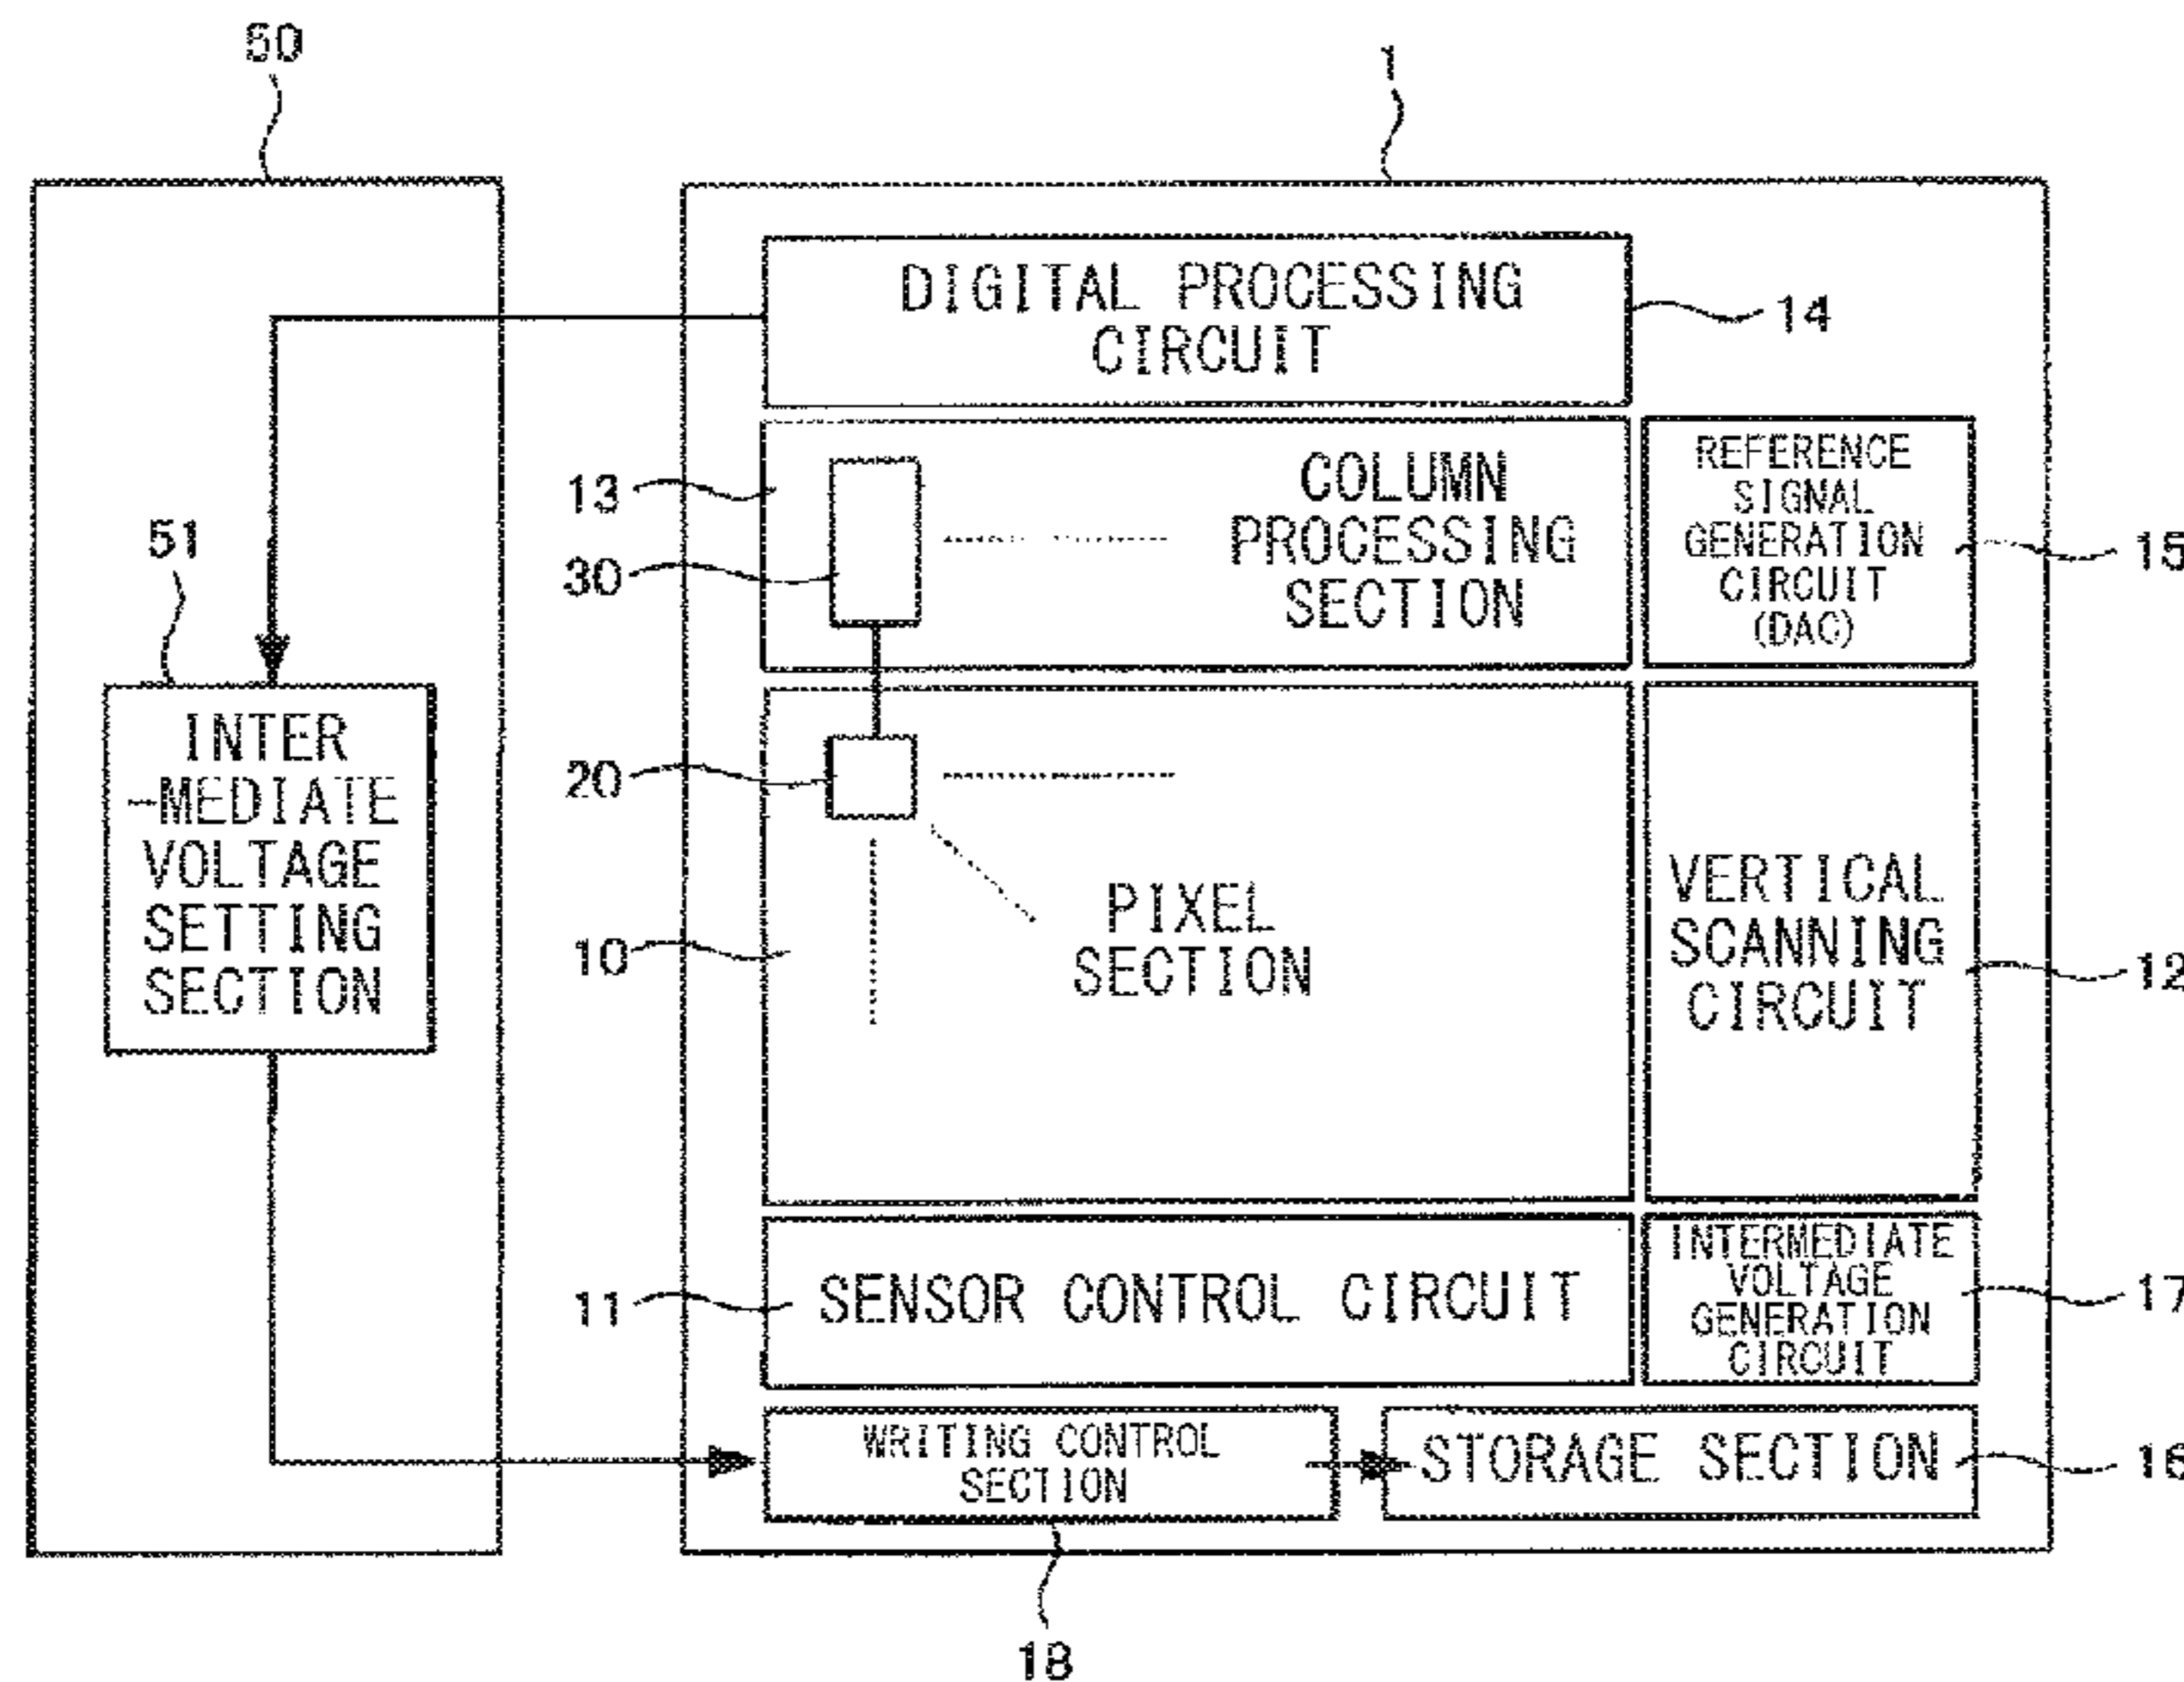 50
1
DIGITAL PROCESSING
CIRCUIT
14
13
30
COLUMN
PROCESSING
SECTION
REFERENCE
SIGNAL
GENERATION
CIRCUIT
(DAC)
15
51
INTER
-MEDIATE
VOLTAGE
SETTING
SECTION
20
10
PIXEL
SECTION
VERTICAL
SCANNING
CIRCUIT
12
11
SENSOR CONTROL CIRCUIT
INTERMEDIATE
VOLTAGE
GENERATION
CIRCUIT
17
WRITING CONTROL
SECTION
STORAGE SECTION
16
18